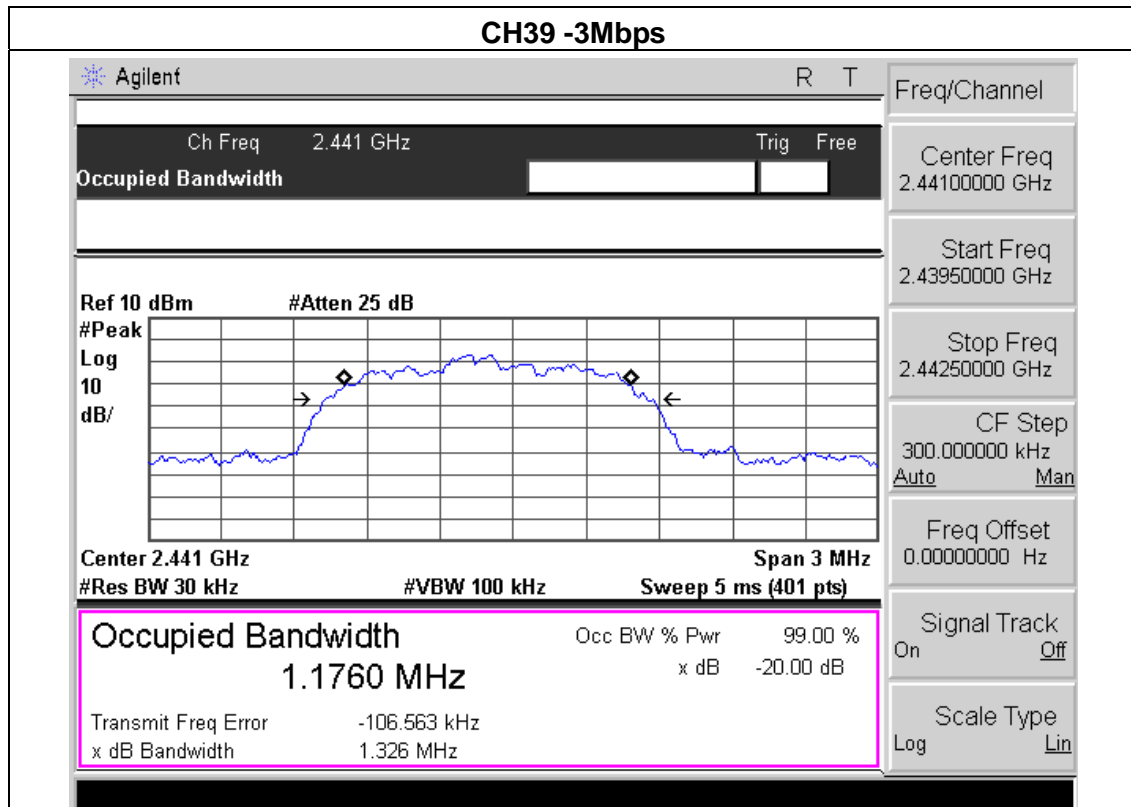 CH39 -3Mbps
Agilent R T
Freq/Channel
Ch Freq 2.441 GHz Trig Free
Occupied Bandwidth
Center Freq
2.44100000 GHz
Start Freq
2.43950000 GHz
Ref 10 dBm #Atten 25 dB
#Peak
Log
10
dB/
Stop Freq
2.44250000 GHz
CF Step
300.000000 kHz
Auto Man
Center 2.441 GHz Span 3 MHz
#Res BW 30 kHz #VBW 100 kHz Sweep 5 ms (401 pts)
Freq Offset
0.00000000 Hz
Occupied Bandwidth Occ BW % Pwr 99.00 %
1.1760 MHz x dB -20.00 dB
Transmit Freq Error -106.563 kHz
x dB Bandwidth 1.326 MHz
Signal Track
On Off
Scale Type
Log Lin